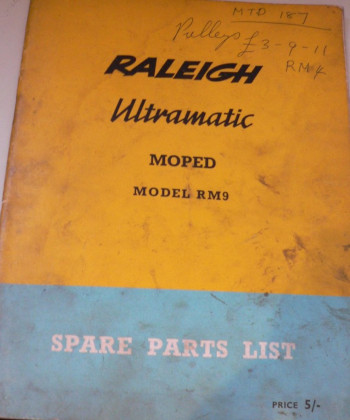 MTD 187
Pulleys £3-9-11
RM4
RALEIGH
Ultramatic
MOPED
MODEL RM9
SPARE PARTS LIST
PRICE 5/-